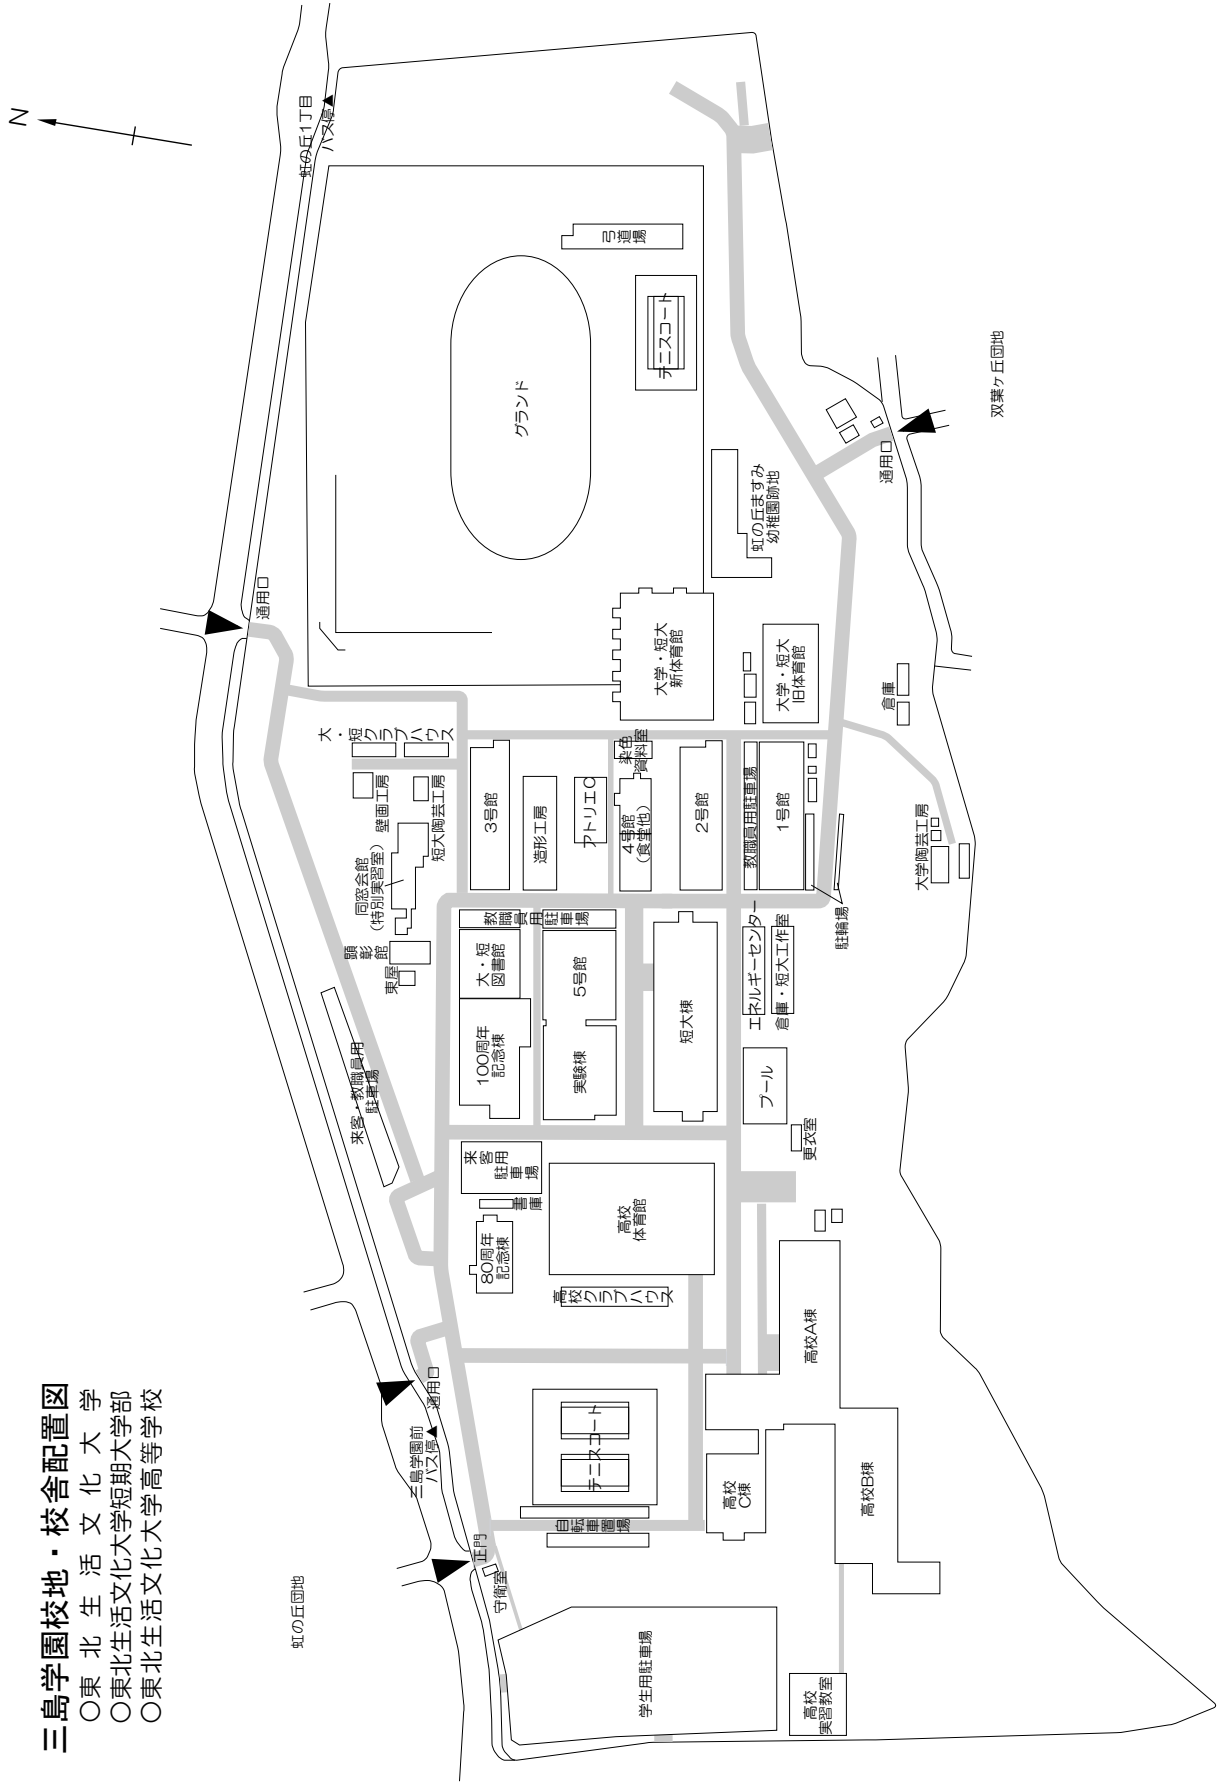 三島学園校地・校舎配置図
○東北生活文化大学
○東北生活文化大学短期大学部
○東北生活文化大学高等学校
N
虹の丘団地
虹の丘1丁目
バス停▲
通用口
三島学園前
バス停▲
通用口
正門
守衛室
来客・教職員用
駐車場
大・短クラブハウス
壁画工房
短大陶芸工房
同窓会館
(特別実習室)
顕彰館
東屋
グランド
弓道場
テニスコート
虹の丘ますみ
幼稚園跡地
双葉ヶ丘団地
通用口
大学・短大
新体育館
大学・短大
旧体育館
倉庫
3号館
造形工房
アトリエ○
染色
資料室
4号館
(食堂他)
2号館
教職員用駐車場
1号館
駐輪場
大学陶芸工房
教職員用駐車場
大・短
図書館
100周年
記念棟
5号館
実験棟
短大棟
エネルギーセンター
倉庫・短大工作室
プール
更衣室
来客用
駐車場
書庫
80周年
記念棟
高校
体育館
高校クラブハウス
テニスコート
自転車置場
高校A棟
高校B棟
高校
C棟
学生用駐車場
高校
実習教室